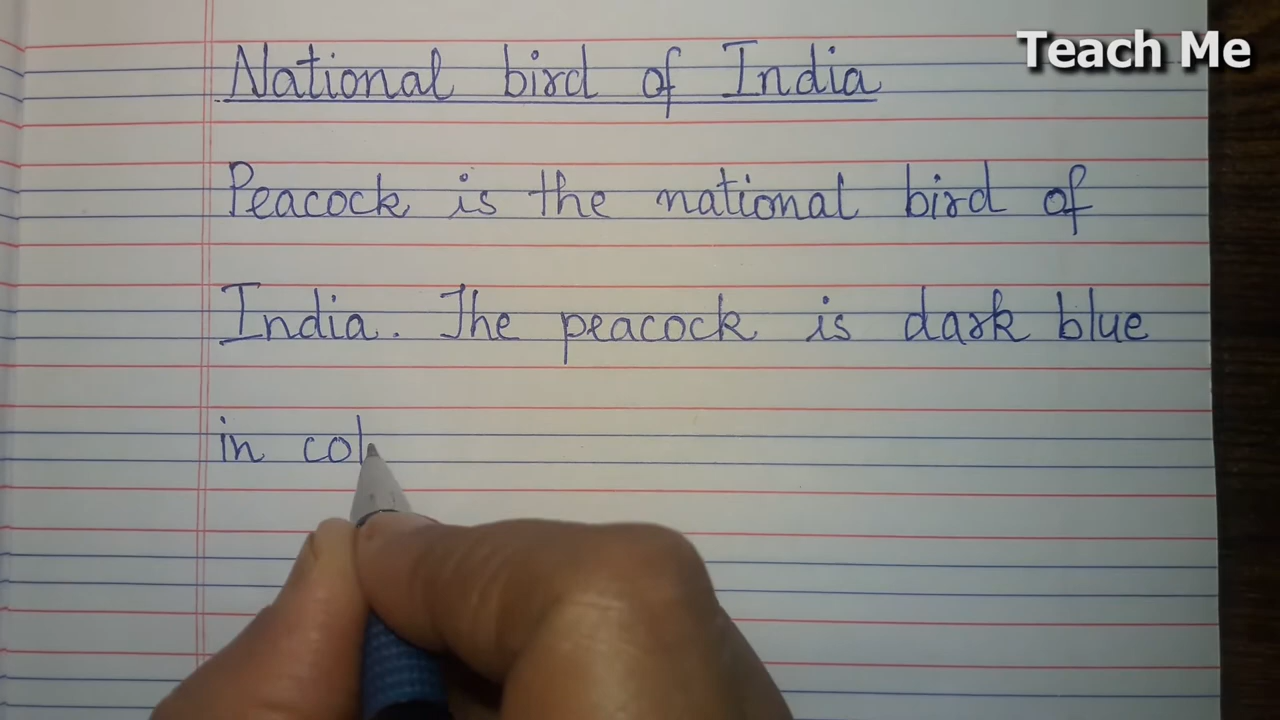 Teach Me
National bird of India
Peacock is the national bird of
India. The peacock is dark blue
in col